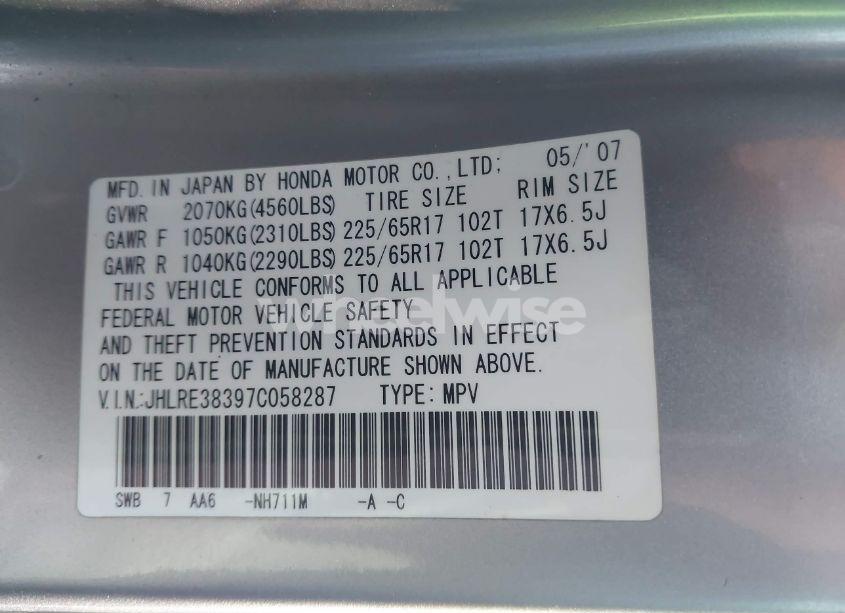 MFD. IN JAPAN BY HONDA MOTOR CO.,LTD; 05/'07
GVWR 2070KG(4560LBS) TIRE SIZE RIM SIZE
GAWR F 1050KG(2310LBS) 225/65R17 102T 17X6.5J
GAWR R 1040KG(2290LBS) 225/65R17 102T 17X6.5J
THIS VEHICLE CONFORMS TO ALL APPLICABLE
FEDERAL MOTOR VEHICLE SAFETY
AND THEFT PREVENTION STANDARDS IN EFFECT
ON THE DATE OF MANUFACTURE SHOWN ABOVE.
V.I.N.:JHLRE38397C058287 TYPE: MPV
SWB 7 AA6 -NH711M -A -C
wheelwise